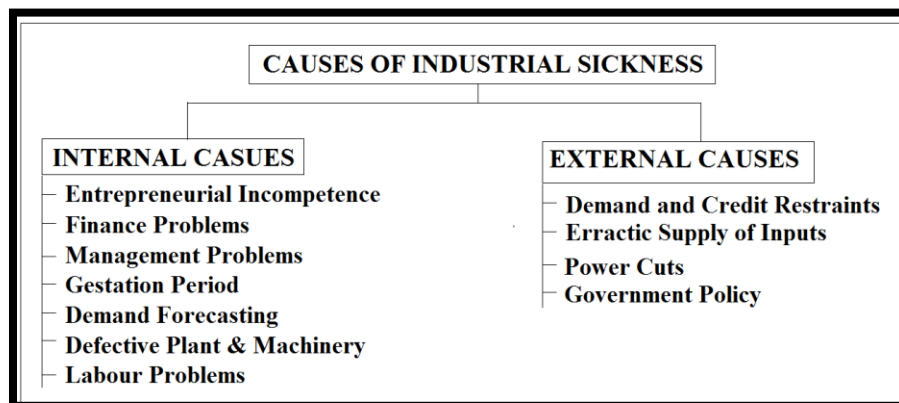 CAUSES OF INDUSTRIAL SICKNESS
INTERNAL CASUES
Entrepreneurial Incompetence
Finance Problems
Management Problems
Gestation Period
Demand Forecasting
Defective Plant & Machinery
Labour Problems
EXTERNAL CAUSES
Demand and Credit Restraints
Erractic Supply of Inputs
Power Cuts
Government Policy